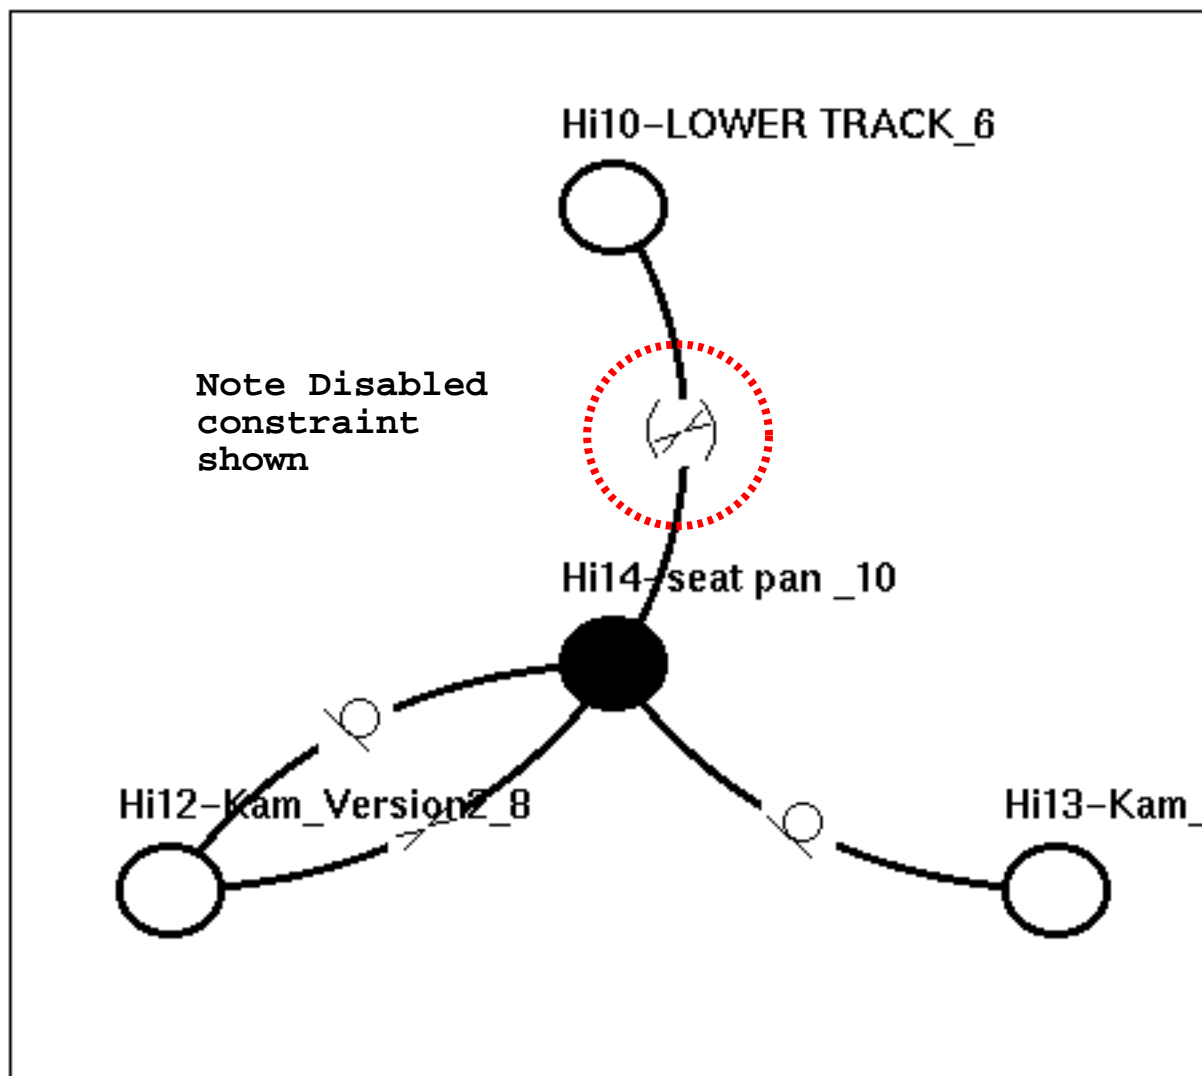 Hi10-LOWER TRACK_6
Note Disabled
constraint
shown
Hi14-seat pan _10
Hi12-Kam_Version2_8
Hi13-Kam_